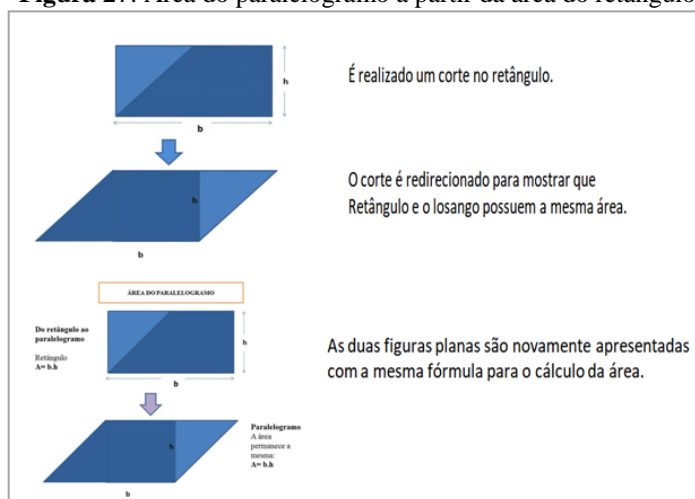 Figura 27. Área do paralelogramo a partir da área do retângulo
h
b
É realizado um corte no retângulo.
h
b
O corte é redirecionado para mostrar que
Retângulo e o losango possuem a mesma área.
ÁREA DO PARALELOGRAMO
Do retângulo ao
paralelogramo
Retângulo
A= b.h
h
b
As duas figuras planas são novamente apresentadas
com a mesma fórmula para o cálculo da área.
h
b
Paralelogramo
A área
permanece a
mesma:
A= b.h